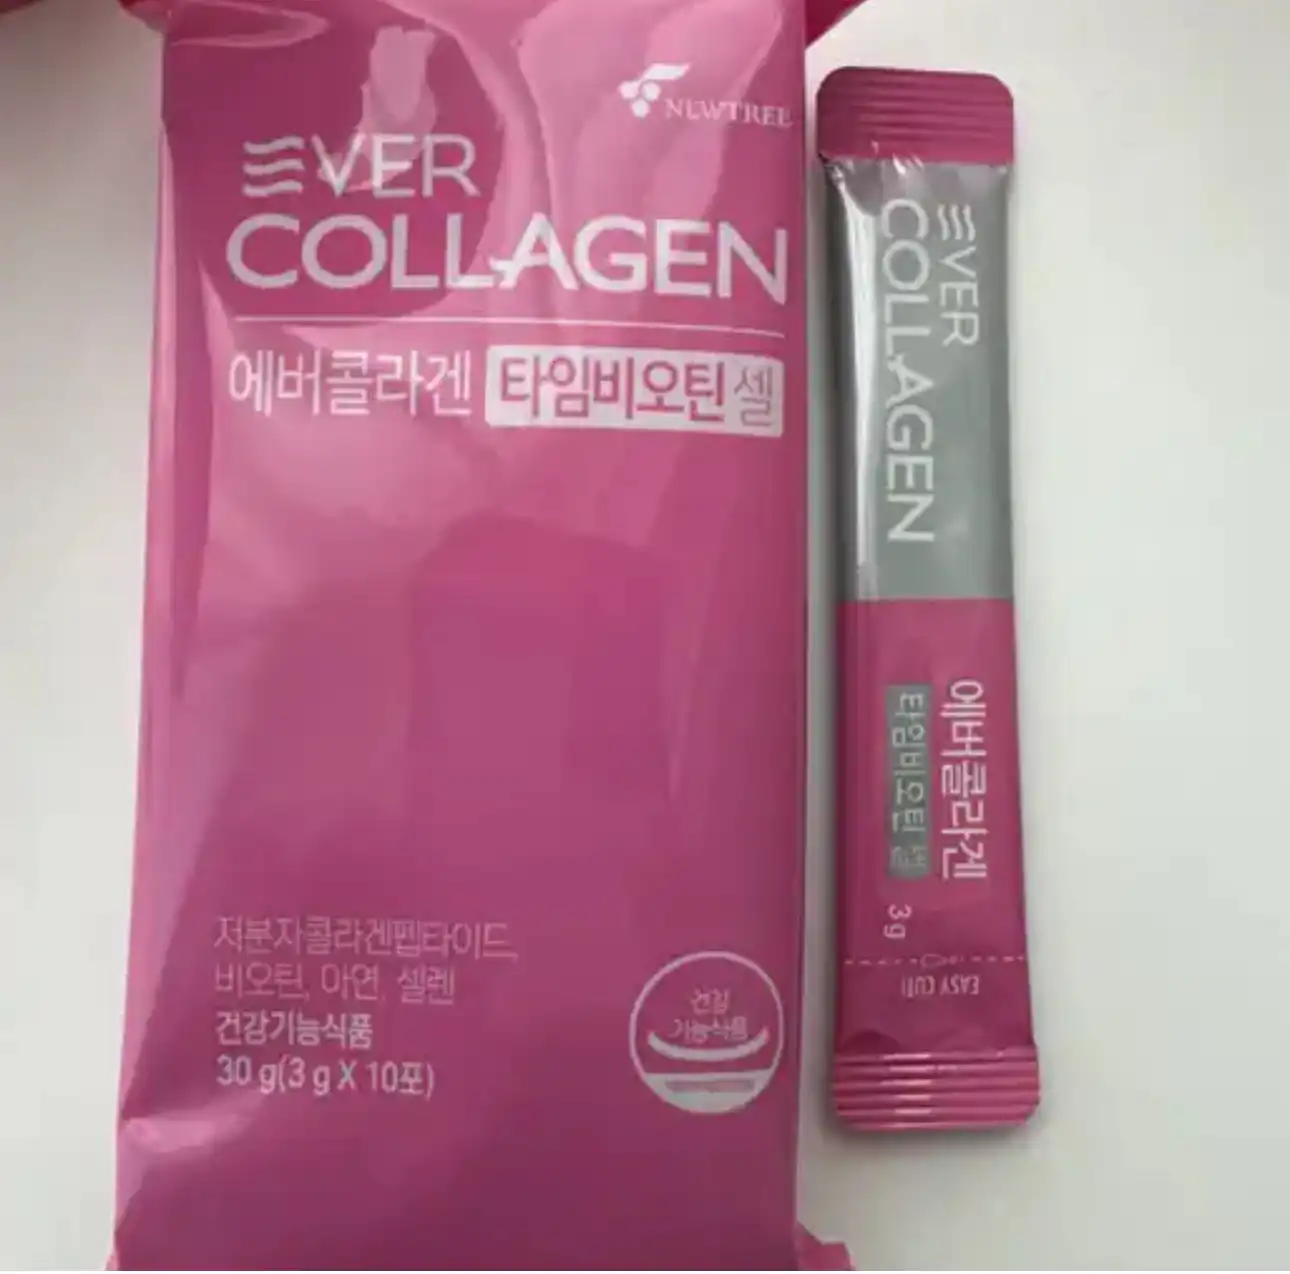 NEWTREE
EVER
COLLAGEN
에버콜라겐 타임비오틴 셀
저분자콜라겐펩타이드,
비오틴, 아연, 셀렌
건강기능식품
30 g(3 g X 10포)
건강
기능식품
EVER
COLLAGEN
에버콜라겐
타임비오틴 셀
3g
EASY CUT!